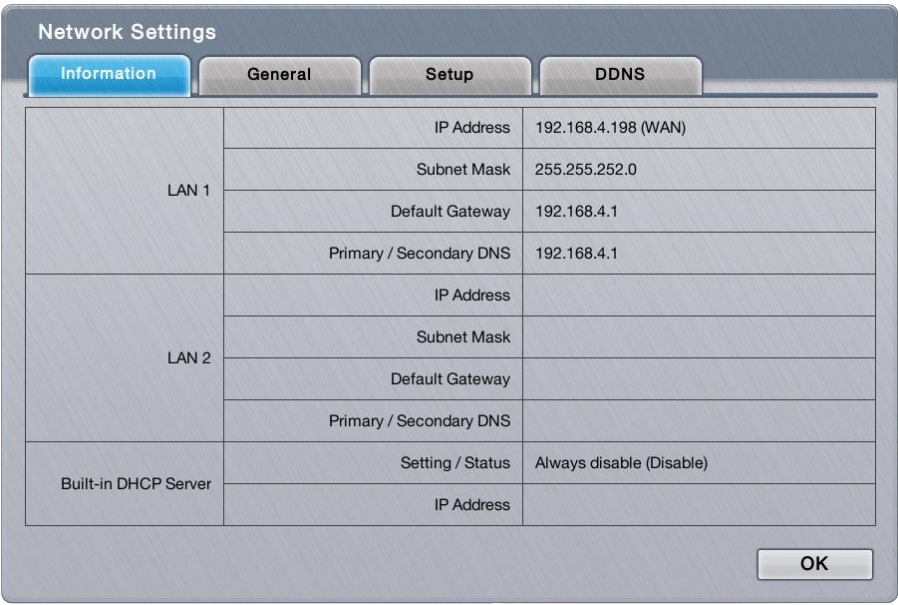 Network Settings
Information General Setup DDNS
LAN 1
IP Address 192.168.4.198 (WAN)
Subnet Mask 255.255.252.0
Default Gateway 192.168.4.1
Primary / Secondary DNS 192.168.4.1
LAN 2
IP Address
Subnet Mask
Default Gateway
Primary / Secondary DNS
Built-in DHCP Server
Setting / Status Always disable (Disable)
IP Address
OK